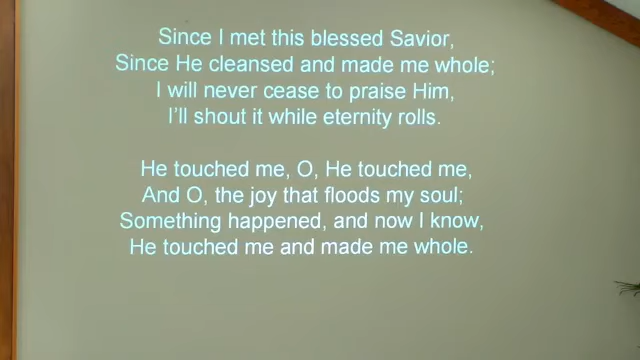 Since I met this blessed Savior,
Since He cleansed and made me whole;
I will never cease to praise Him,
I'll shout it while eternity rolls.
He touched me, O, He touched me,
And O, the joy that floods my soul;
Something happened, and now I know,
He touched me and made me whole.